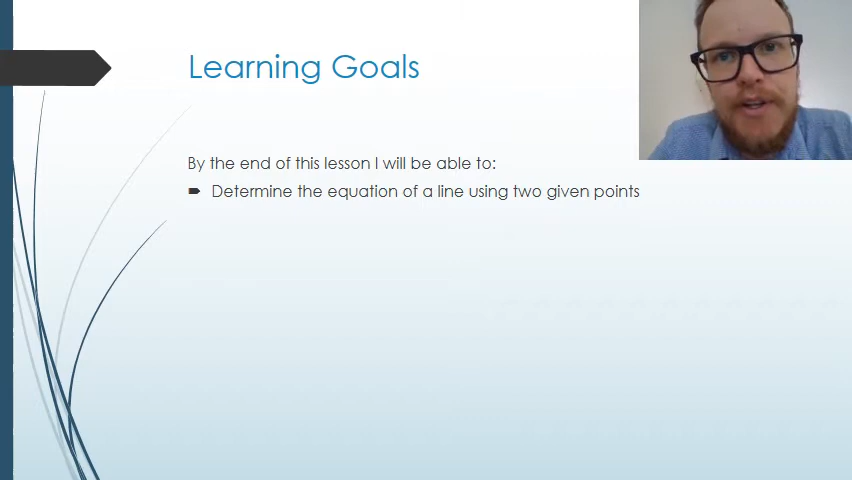 Learning Goals
By the end of this lesson I will be able to:
Determine the equation of a line using two given points